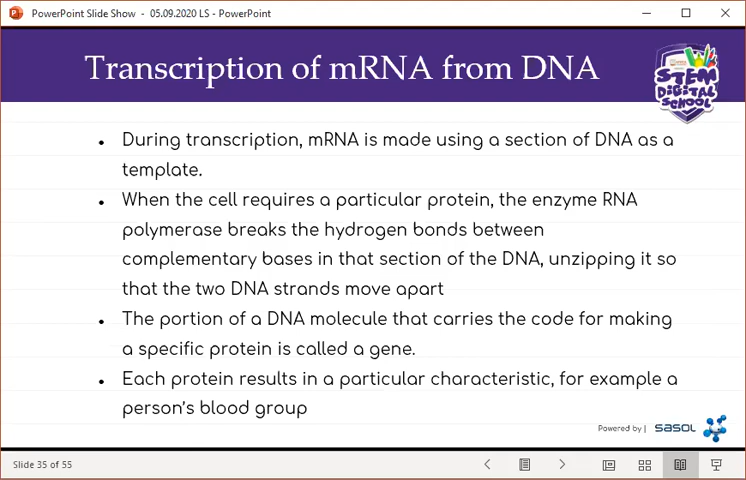 PowerPoint Slide Show - 05.09.2020 LS - PowerPoint
Transcription of mRNA from DNA
STEM
DIGITAL
SCHOOL
• During transcription, mRNA is made using a section of DNA as a
template.
• When the cell requires a particular protein, the enzyme RNA
polymerase breaks the hydrogen bonds between
complementary bases in that section of the DNA, unzipping it so
that the two DNA strands move apart
• The portion of a DNA molecule that carries the code for making
a specific protein is called a gene.
• Each protein results in a particular characteristic, for example a
person's blood group
Powered by | sasol
Slide 35 of 55